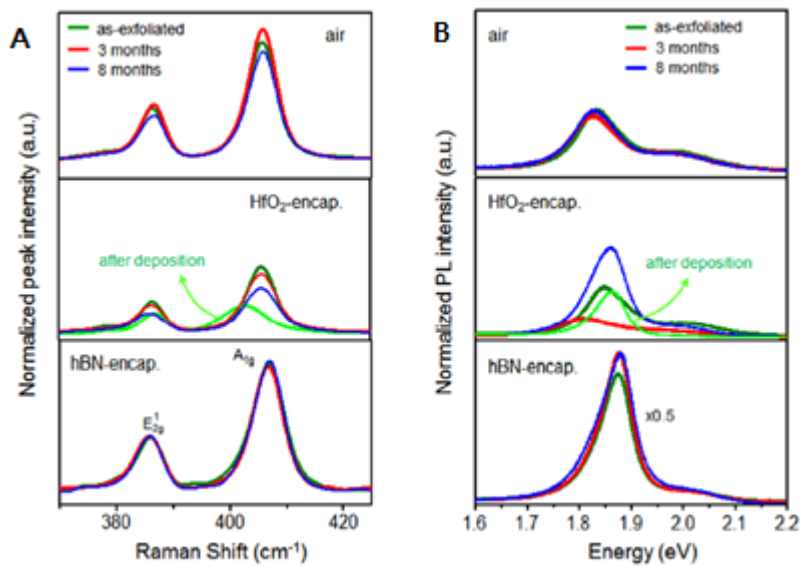 A
as-exfoliated
3 months
8 months
air
HfO₂-encap.
after deposition
hBN-encap.
A₁g
E¹₂g
Normalized peak intensity (a.u.)
380
400
420
Raman Shift (cm⁻¹)
B
as-exfoliated
3 months
8 months
air
HfO₂-encap.
after deposition
hBN-encap.
x0.5
Normalized PL intensity (a.u.)
1.6
1.7
1.8
1.9
2.0
2.1
2.2
Energy (eV)